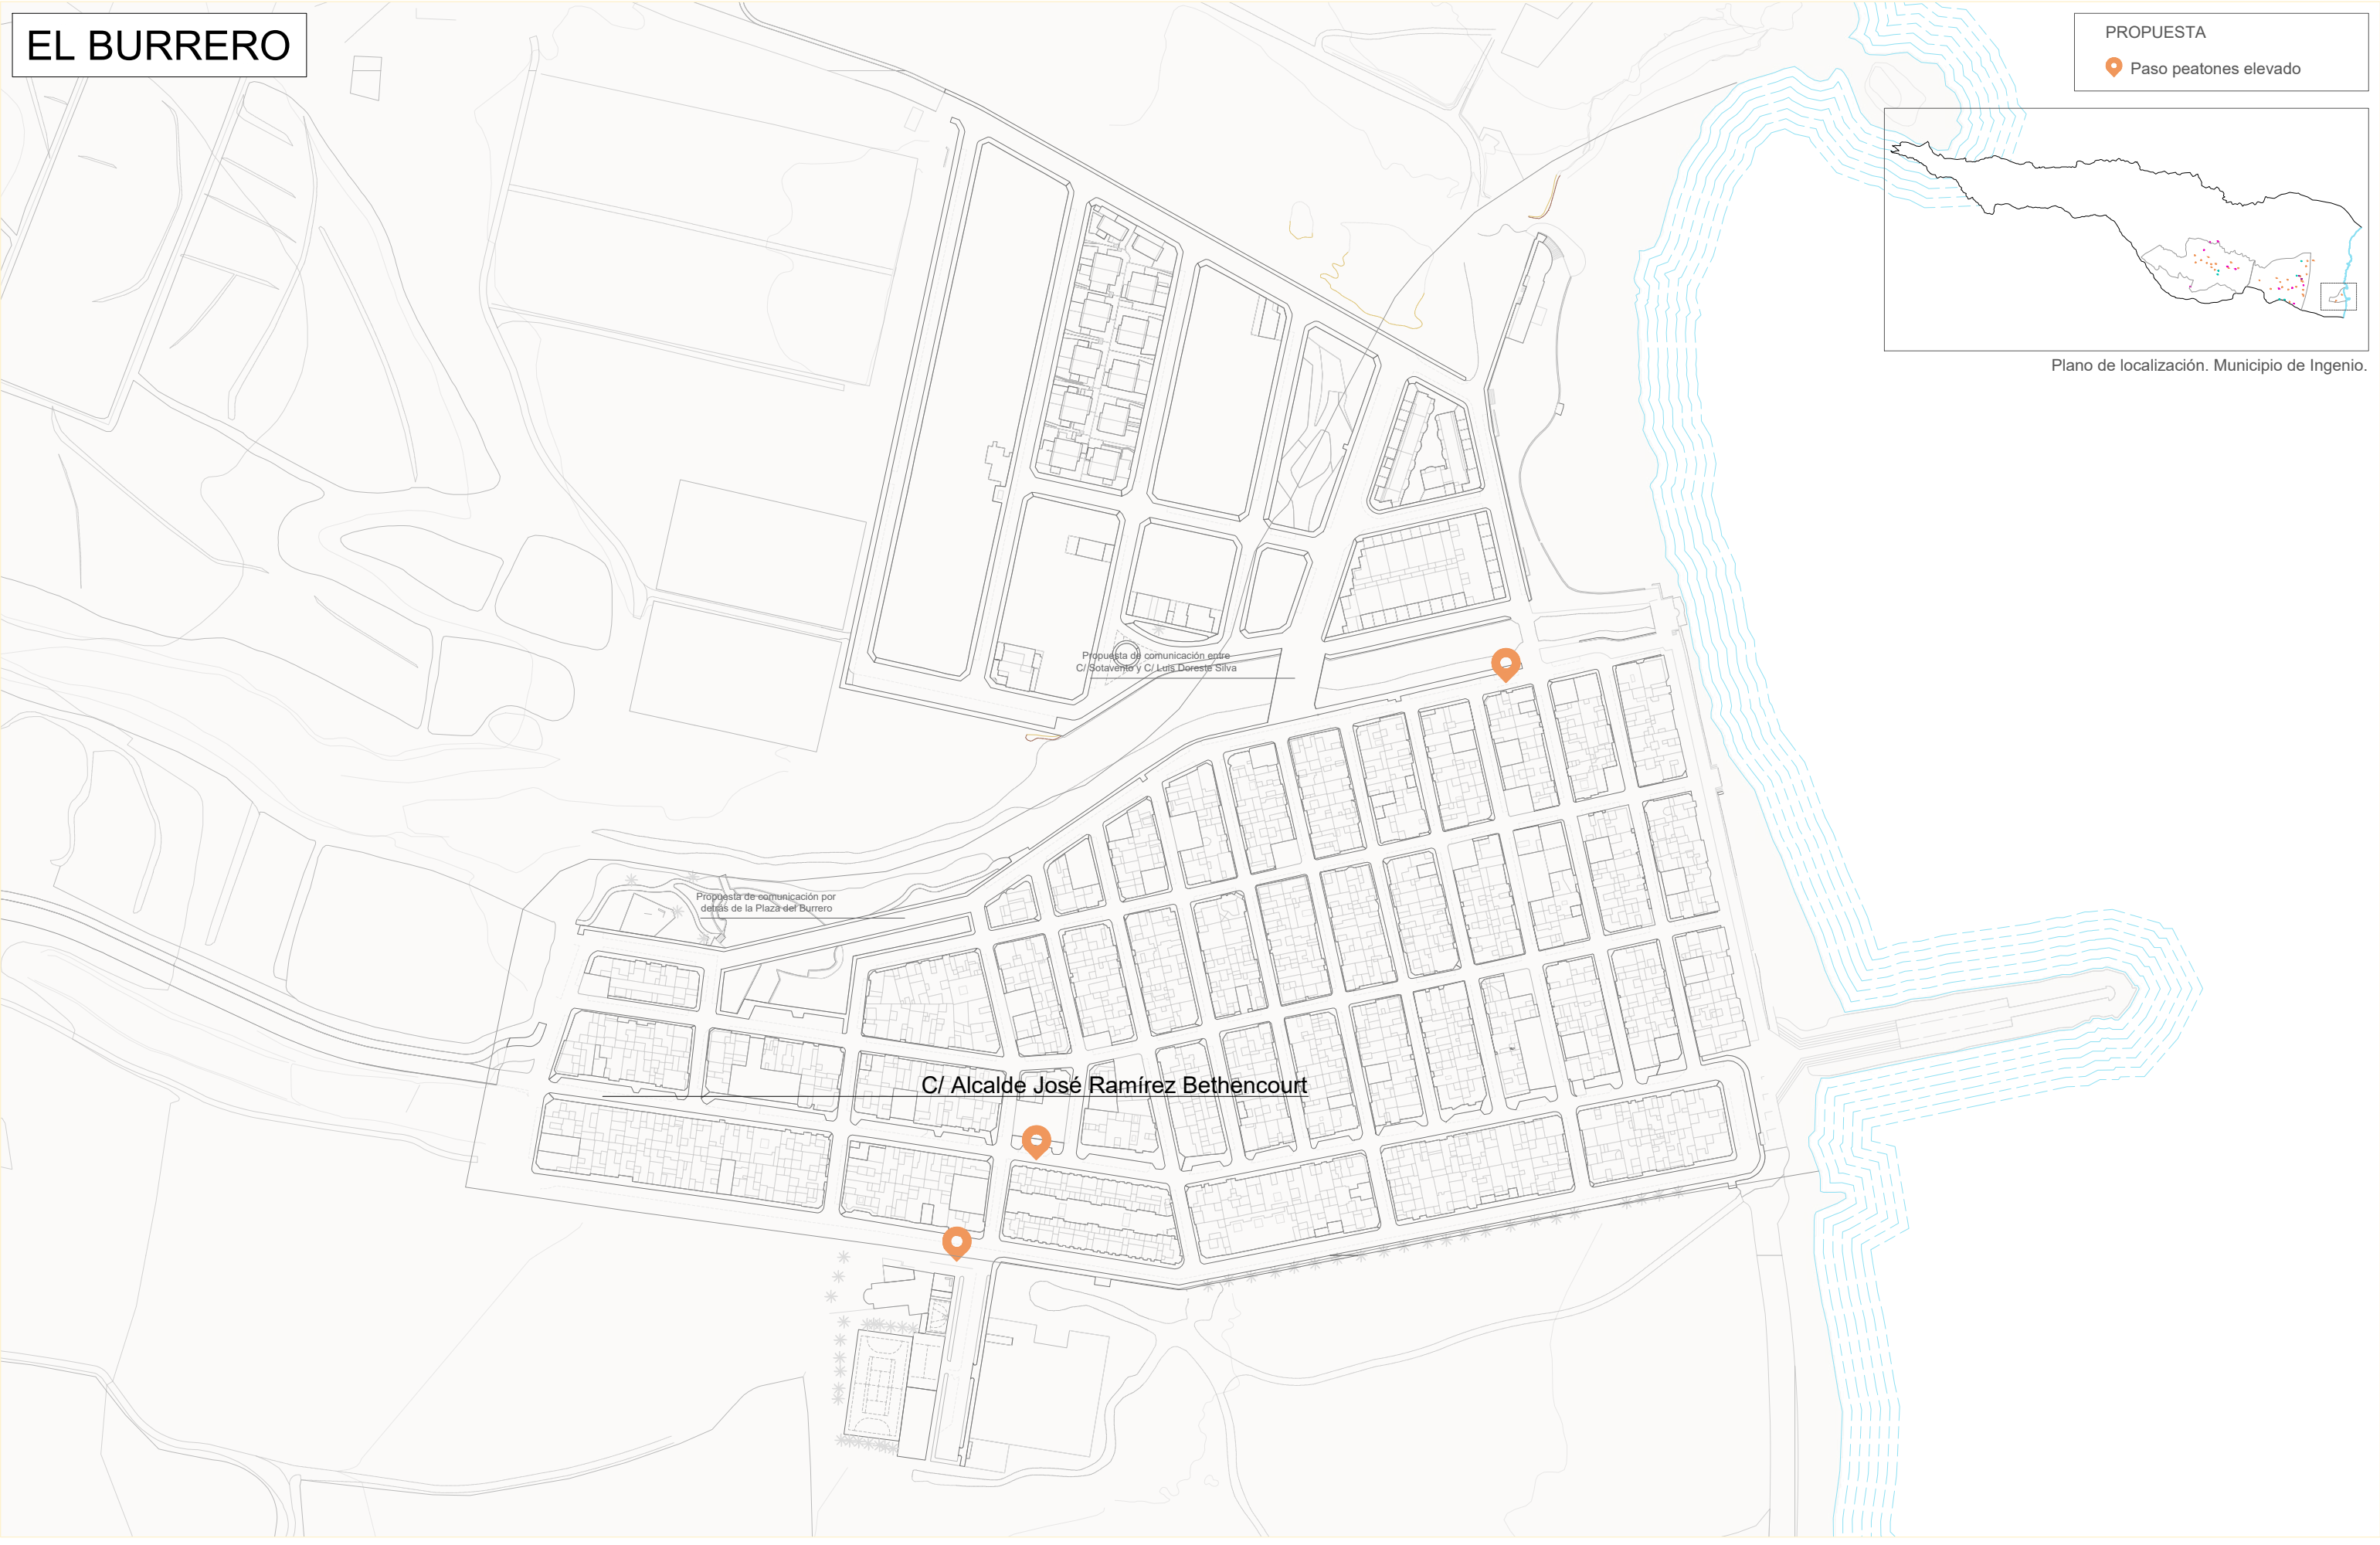 EL BURRERO
PROPUESTA
Paso peatones elevado
Plano de localización. Municipio de Ingenio.
Propuesta de comunicación entre
C/ Sotavento y C/ Luis Doreste Silva
Propuesta de comunicación por
detrás de la Plaza del Burrero
C/ Alcalde José Ramírez Bethencourt